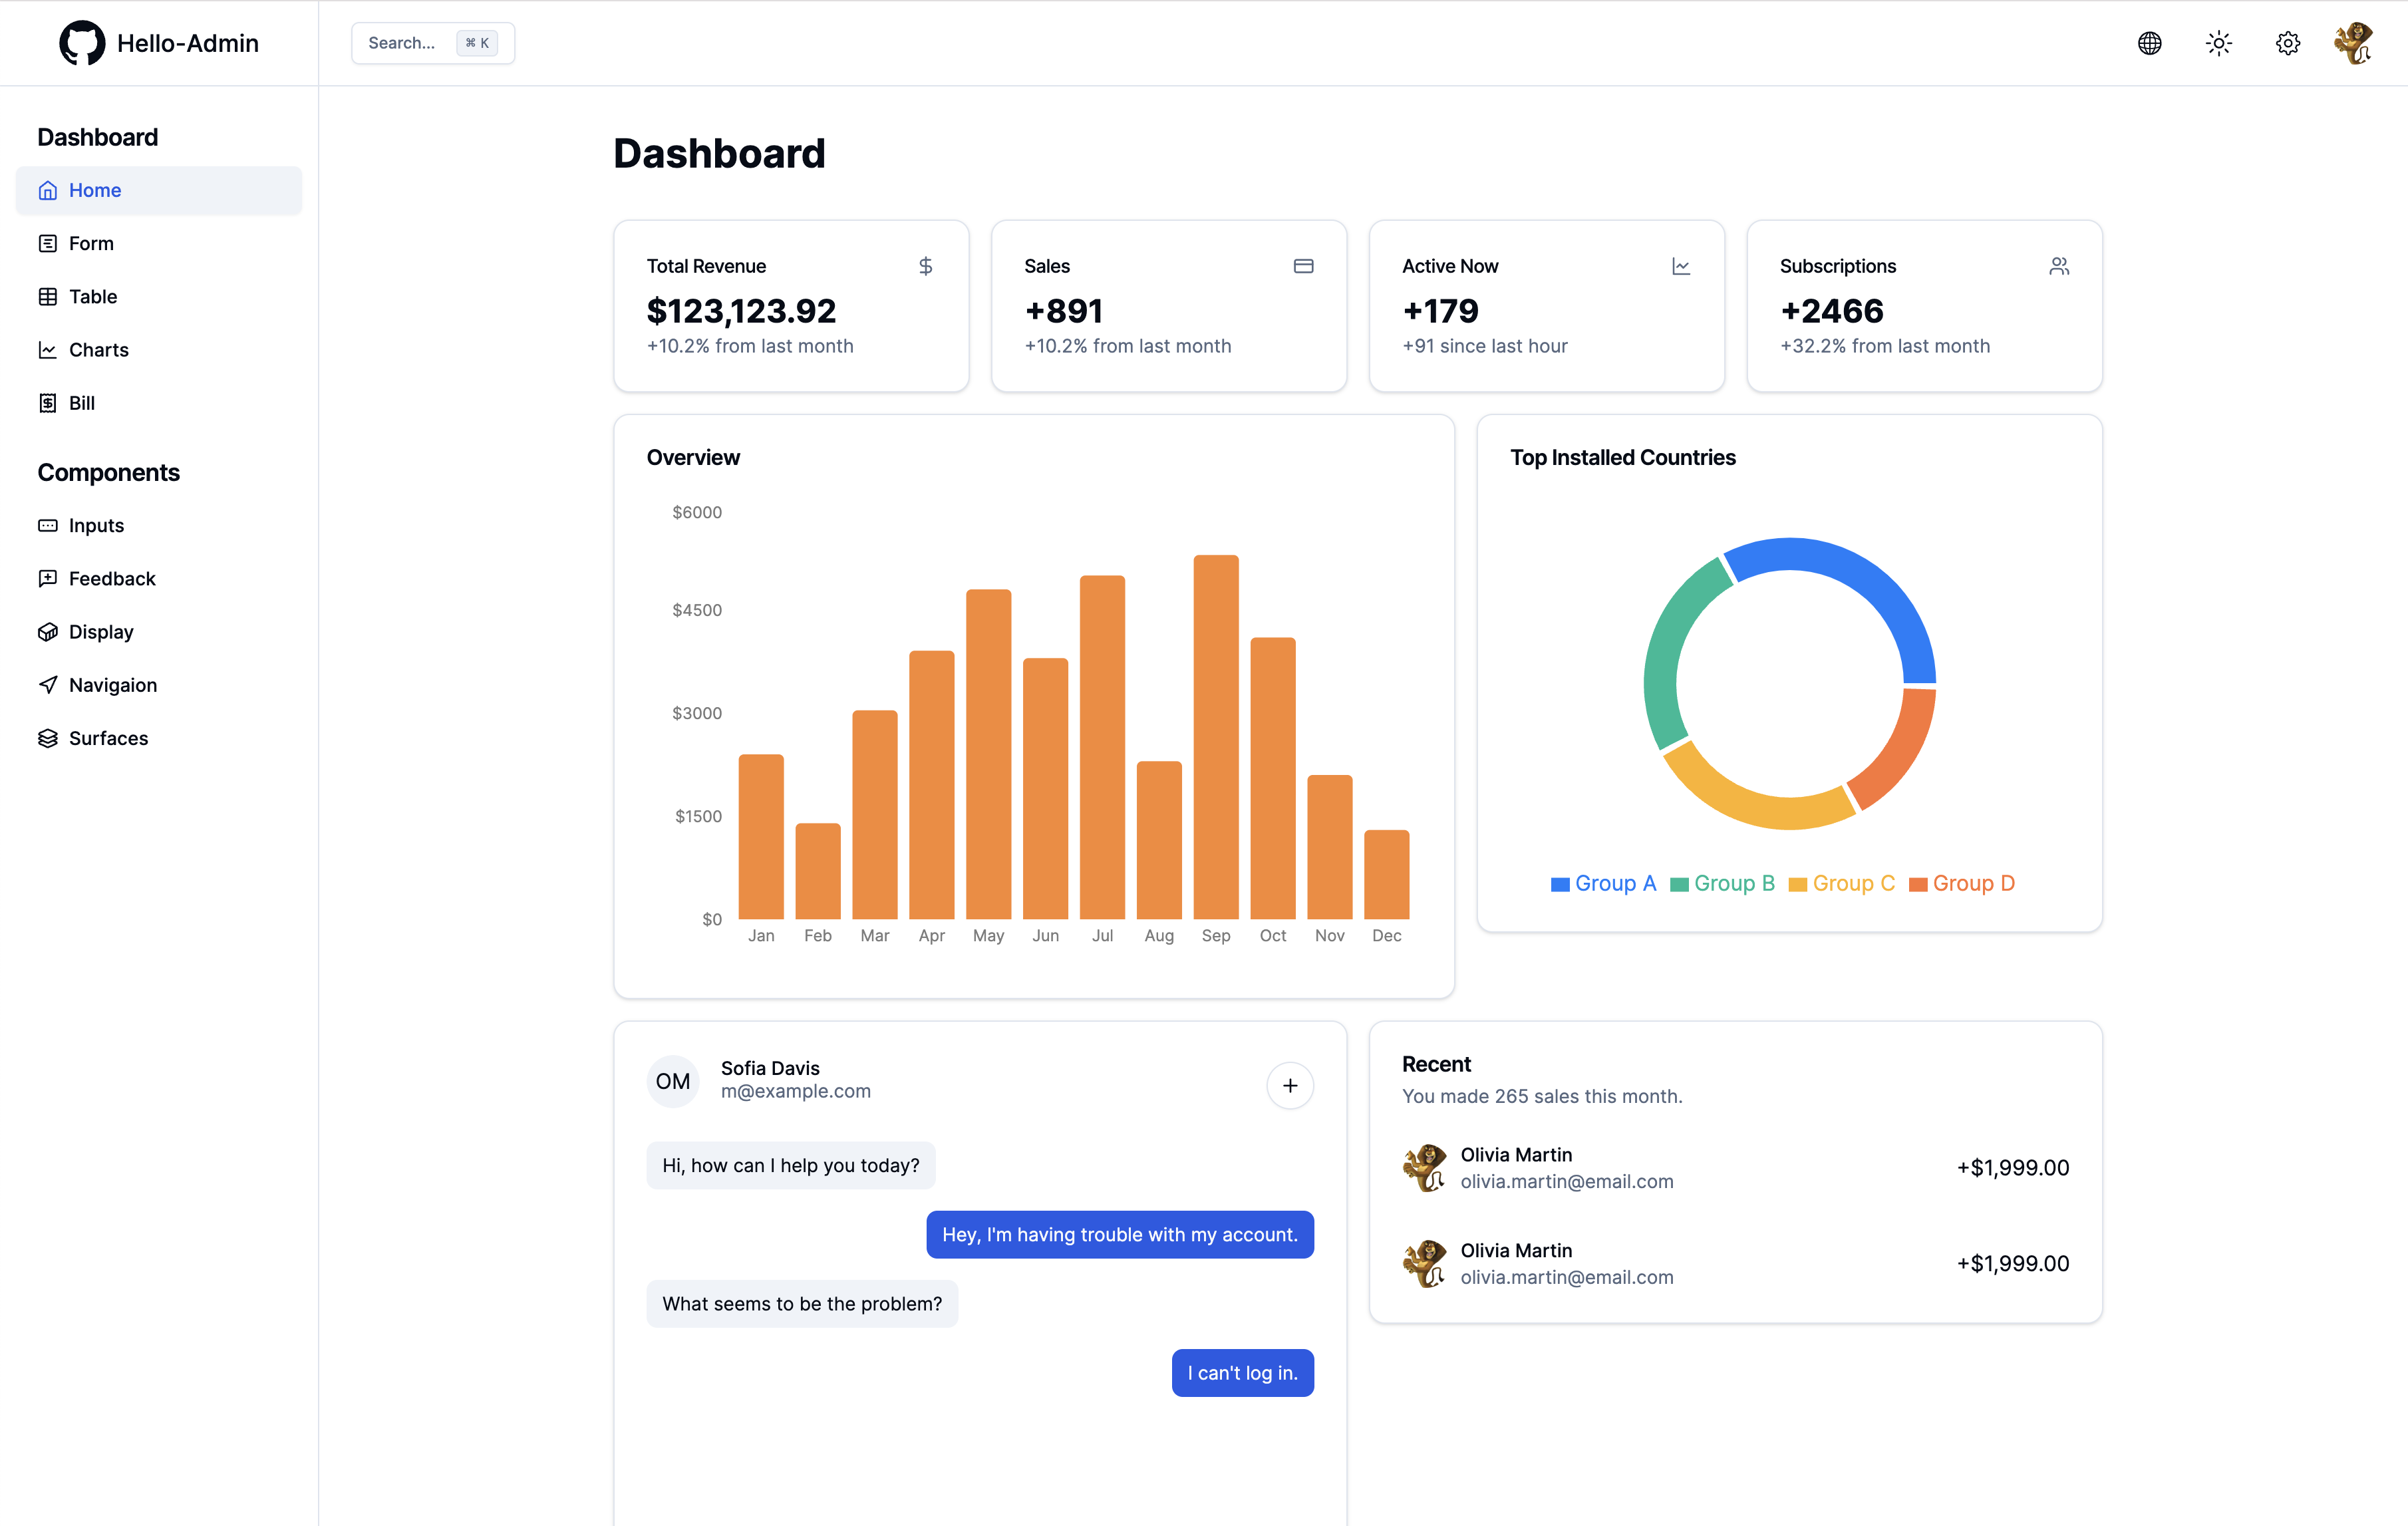 Hello-Admin
Search... ⌘ K
Dashboard
Home
Form
Table
Charts
Bill
Components
Inputs
Feedback
Display
Navigaion
Surfaces
Dashboard
Total Revenue
$123,123.92
+10.2% from last month
Sales
+891
+10.2% from last month
Active Now
+179
+91 since last hour
Subscriptions
+2466
+32.2% from last month
Overview
$6000
$4500
$3000
$1500
$0
Jan Feb Mar Apr May Jun Jul Aug Sep Oct Nov Dec
Top Installed Countries
Group A Group B Group C Group D
OM
Sofia Davis
m@example.com
Hi, how can I help you today?
Hey, I'm having trouble with my account.
What seems to be the problem?
I can't log in.
Recent
You made 265 sales this month.
Olivia Martin
olivia.martin@email.com
+$1,999.00
Olivia Martin
olivia.martin@email.com
+$1,999.00